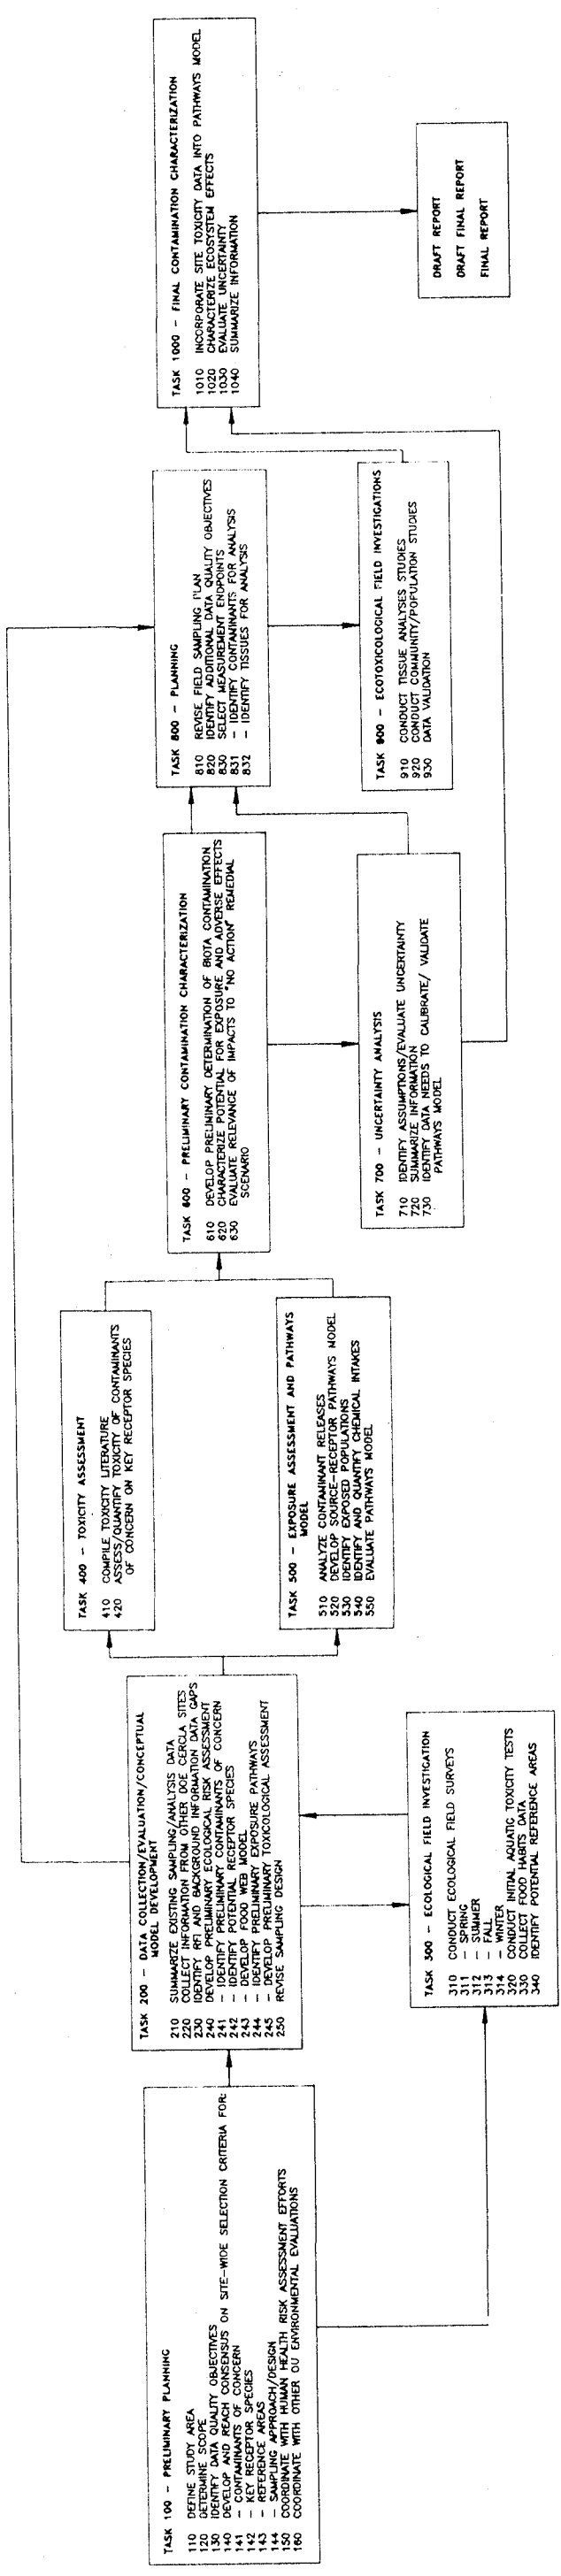 TASK 100 – PRELIMINARY PLANNING
110 DEFINE STUDY AREA
120 DETERMINE SCOPE
130 IDENTIFY DATA QUALITY OBJECTIVES
140 DEVELOP AND REACH CONSENSUS ON SITE-WIDE SELECTION CRITERIA FOR:
141 – CONTAMINANTS OF CONCERN
142 – KEY RECEPTOR SPECIES
143 – REFERENCE AREAS
144 – SAMPLING APPROACH/DESIGN
150 COORDINATE WITH HUMAN HEALTH RISK ASSESSMENT EFFORTS
160 COORDINATE WITH OTHER OU ENVIRONMENTAL EVALUATIONS
TASK 200 – DATA COLLECTION/EVALUATION/CONCEPTUAL
MODEL DEVELOPMENT
210 SUMMARIZE EXISTING SAMPLING/ANALYSIS DATA
220 COLLECT INFORMATION FROM OTHER DOE CERCLA SITES
230 IDENTIFY RFI AND BACKGROUND INFORMATION DATA GAPS
240 DEVELOP PRELIMINARY ECOLOGICAL RISK ASSESSMENT
241 – IDENTIFY PRELIMINARY CONTAMINANTS OF CONCERN
242 – IDENTIFY POTENTIAL RECEPTOR SPECIES
243 – DEVELOP FOOD WEB MODEL
244 – IDENTIFY PRELIMINARY EXPOSURE PATHWAYS
245 – DEVELOP PRELIMINARY TOXICOLOGICAL ASSESSMENT
250 REVISE SAMPLING DESIGN
TASK 300 – ECOLOGICAL FIELD INVESTIGATION
310 CONDUCT ECOLOGICAL FIELD SURVEYS
311 – SPRING
312 – SUMMER
313 – FALL
314 – WINTER
320 CONDUCT INITIAL AQUATIC TOXICITY TESTS
330 COLLECT FOOD HABITS DATA
340 IDENTIFY POTENTIAL REFERENCE AREAS
TASK 400 – TOXICITY ASSESSMENT
410 COMPILE TOXICITY LITERATURE
420 ASSESS/QUANTIFY TOXICITY OF CONTAMINANTS
OF CONCERN ON KEY RECEPTOR SPECIES
TASK 500 – EXPOSURE ASSESSMENT AND PATHWAYS
MODEL
510 ANALYZE CONTAMINANT RELEASES
520 DEVELOP SOURCE-RECEPTOR PATHWAYS MODEL
530 IDENTIFY EXPOSED POPULATIONS
540 IDENTIFY AND QUANTIFY CHEMICAL INTAKES
550 EVALUATE PATHWAYS MODEL
TASK 600 – PRELIMINARY CONTAMINATION CHARACTERIZATION
610 DEVELOP PRELIMINARY DETERMINATION OF BIOTA CONTAMINATION
620 CHARACTERIZE POTENTIAL FOR EXPOSURE AND ADVERSE EFFECTS
630 EVALUATE RELEVANCE OF IMPACTS TO "NO ACTION" REMEDIAL
SCENARIO
TASK 700 – UNCERTAINTY ANALYSIS
710 IDENTIFY ASSUMPTIONS/EVALUATE UNCERTAINTY
720 SUMMARIZE INFORMATION
730 IDENTIFY DATA NEEDS TO CALIBRATE/ VALIDATE
PATHWAYS MODEL
TASK 800 – PLANNING
810 REVISE FIELD SAMPLING PLAN
820 IDENTIFY ADDITIONAL DATA QUALITY OBJECTIVES
830 SELECT MEASUREMENT ENDPOINTS
831 – IDENTIFY CONTAMINANTS FOR ANALYSIS
832 – IDENTIFY TISSUES FOR ANALYSIS
TASK 900 – ECOTOXICOLOGICAL FIELD INVESTIGATIONS
910 CONDUCT TISSUE ANALYSES STUDIES
920 CONDUCT COMMUNITY/POPULATION STUDIES
930 DATA VALIDATION
TASK 1000 – FINAL CONTAMINATION CHARACTERIZATION
1010 INCORPORATE SITE TOXICITY DATA INTO PATHWAYS MODEL
1020 CHARACTERIZE ECOSYSTEM EFFECTS
1030 EVALUATE UNCERTAINTY
1040 SUMMARIZE INFORMATION
DRAFT REPORT
DRAFT FINAL REPORT
FINAL REPORT